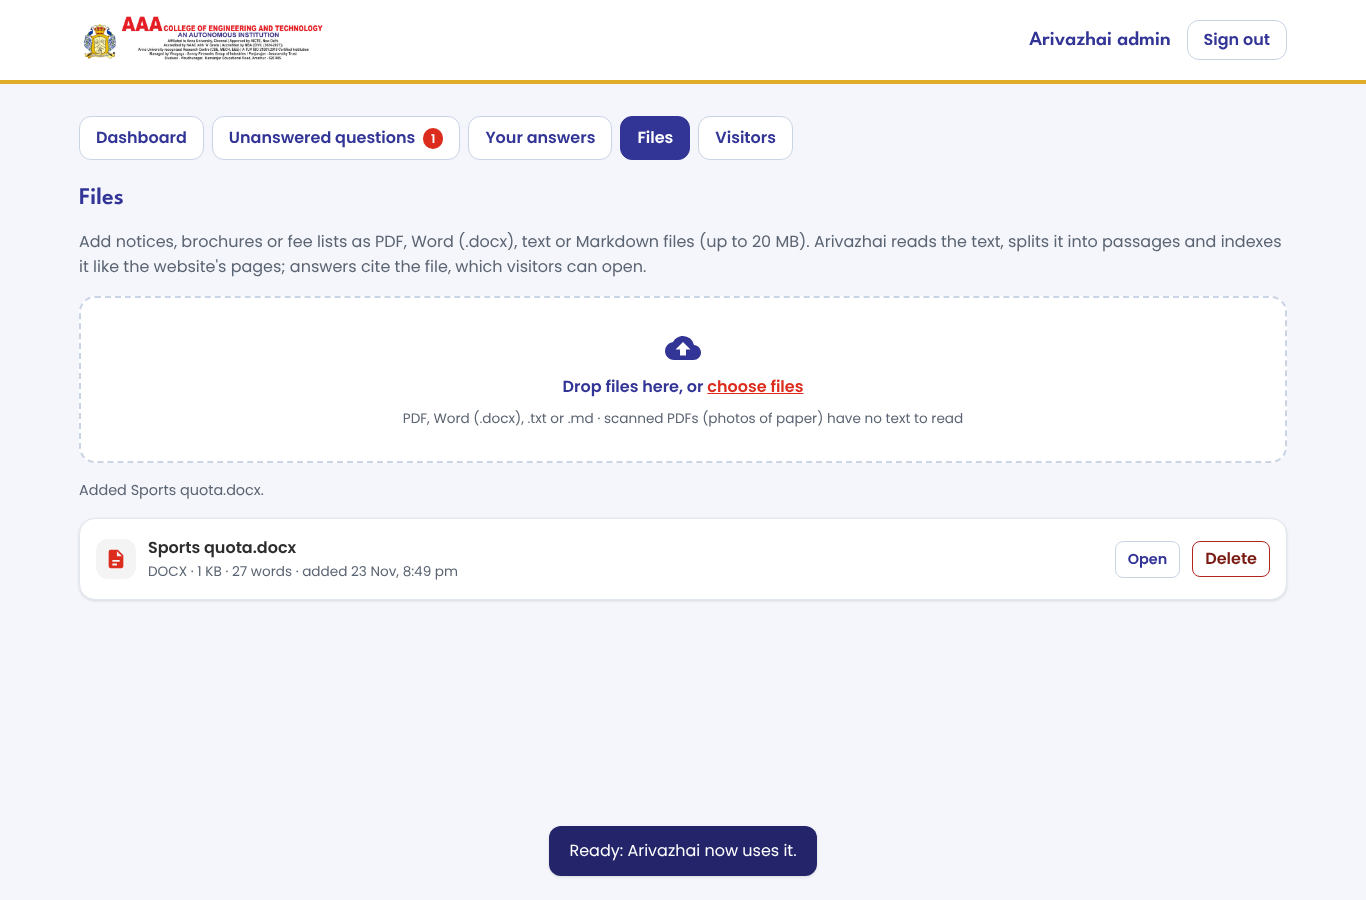 AAA COLLEGE OF ENGINEERING AND TECHNOLOGY
AN AUTONOMOUS INSTITUTION
Arivazhai admin
Sign out
Dashboard
Unanswered questions 1
Your answers
Files
Visitors
Files
Add notices, brochures or fee lists as PDF, Word (.docx), text or Markdown files (up to 20 MB). Arivazhai reads the text, splits it into passages and indexes
it like the website's pages; answers cite the file, which visitors can open.
Drop files here, or choose files
PDF, Word (.docx), .txt or .md · scanned PDFs (photos of paper) have no text to read
Added Sports quota.docx.
Sports quota.docx
DOCX · 1 KB · 27 words · added 23 Nov, 8:49 pm
Open
Delete
Ready: Arivazhai now uses it.